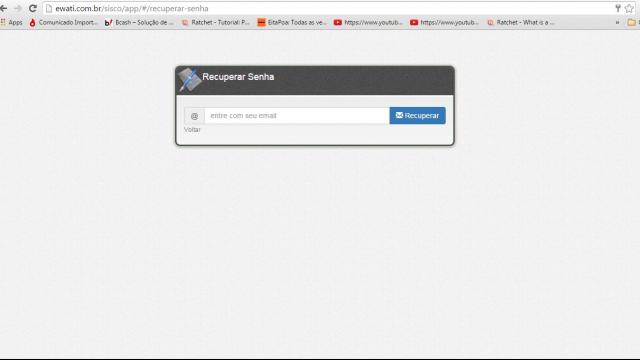 ewati.com.br/sisco/app/#/recuperar-senha
Apps Comunicado.Import... Bcash – Solução de ... Ratchet - Tutorial P... EitaPoar Todas as ve... https://www.youtub... https://www.youtub... Ratchet - What is a ... »
Recuperar Senha
@ entre com seu email Recuperar
Voltar